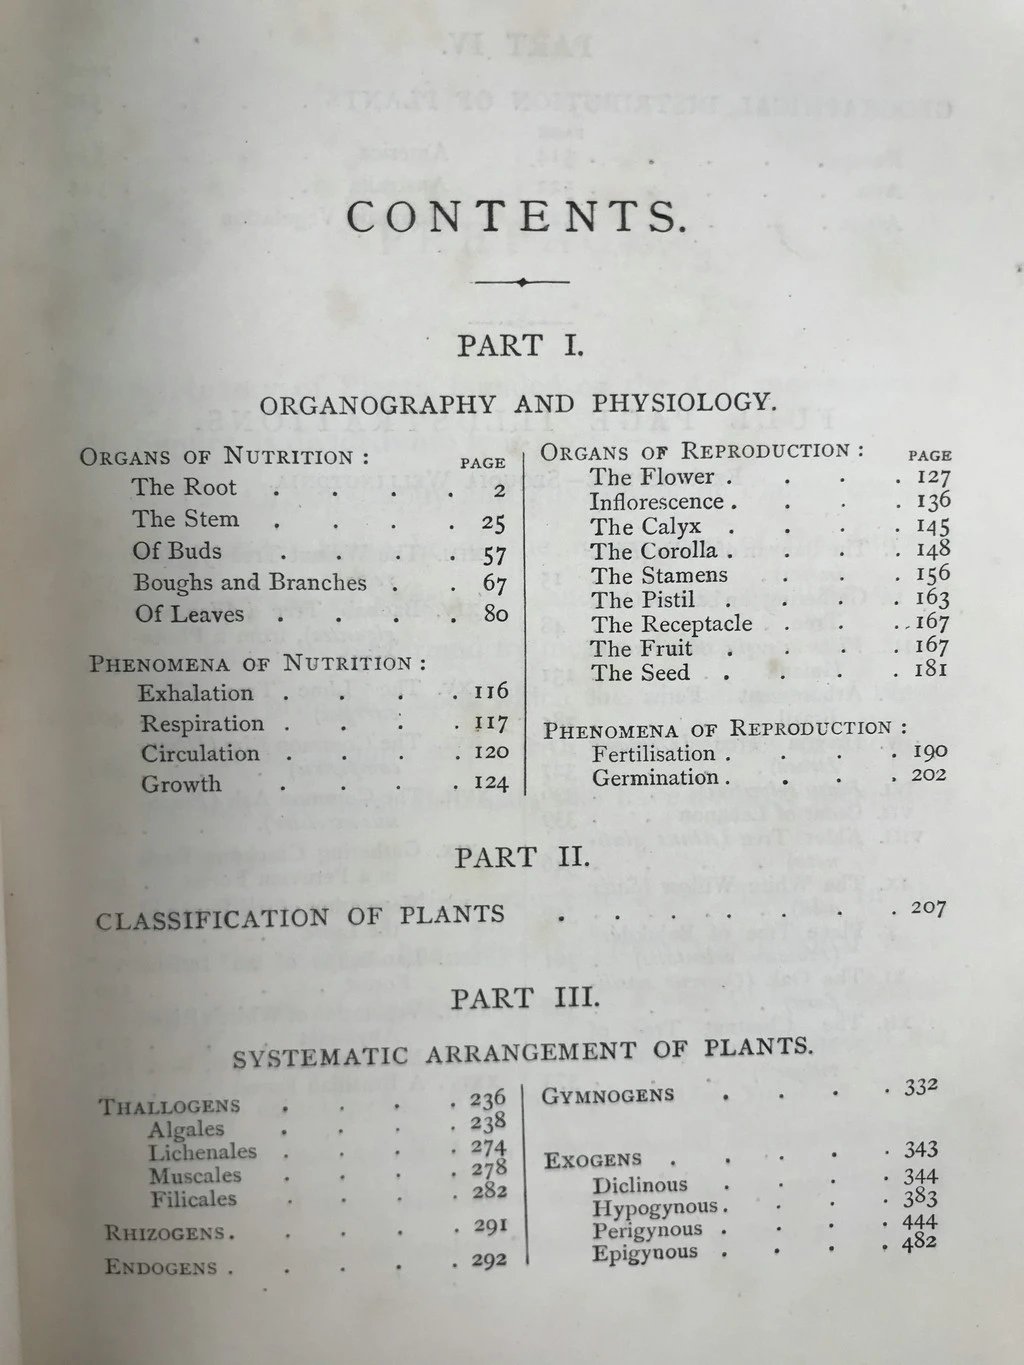 CONTENTS.
PART I.
ORGANOGRAPHY AND PHYSIOLOGY.
ORGANS OF NUTRITION : PAGE
The Root . . . . 2
The Stem . . . . 25
Of Buds . . . . 57
Boughs and Branches . . 67
Of Leaves . . . . 80
PHENOMENA OF NUTRITION :
Exhalation . . . . 116
Respiration . . . . 117
Circulation . . . . 120
Growth . . . . 124
ORGANS OF REPRODUCTION : PAGE
The Flower . . . . 127
Inflorescence . . . . 136
The Calyx . . . . 145
The Corolla . . . . 148
The Stamens . . . 156
The Pistil . . . . 163
The Receptacle . . . 167
The Fruit . . . . 167
The Seed . . . . 181
PHENOMENA OF REPRODUCTION :
Fertilisation . . . . 190
Germination . . . . 202
PART II.
CLASSIFICATION OF PLANTS . . . . . . . 207
PART III.
SYSTEMATIC ARRANGEMENT OF PLANTS.
THALLOGENS . . . . 236
Algales . . . . 238
Lichenales . . . . 274
Muscales . . . . 278
Filicales . . . . 282
RHIZOGENS . . . . . 291
ENDOGENS . . . . . 292
GYMNOGENS . . . . 332
EXOGENS . . . . . 343
Diclinous . . . . 344
Hypogynous . . . . 383
Perigynous . . . . 444
Epigynous . . . . 482